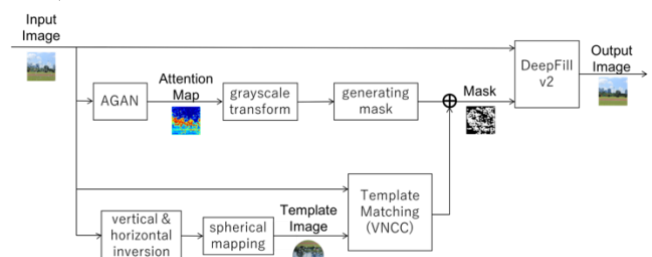 Input
Image
AGAN
Attention
Map
grayscale
transform
generating
mask
Mask
DeepFill
v2
Output
Image
vertical &
horizontal
inversion
spherical
mapping
Template
Image
Template
Matching
(VNCC)